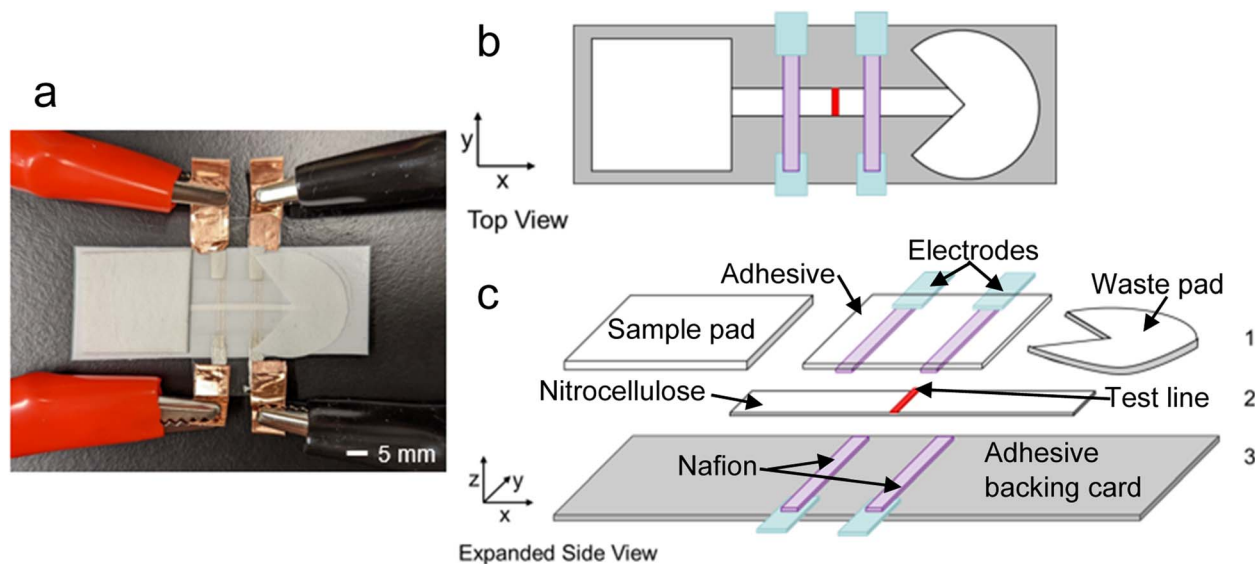 a
5 mm
b
y
x
Top View
c
Electrodes
Adhesive
Waste pad
Sample pad
1
Nitrocellulose
Test line
2
Nafion
Adhesive
backing card
3
z
y
x
Expanded Side View